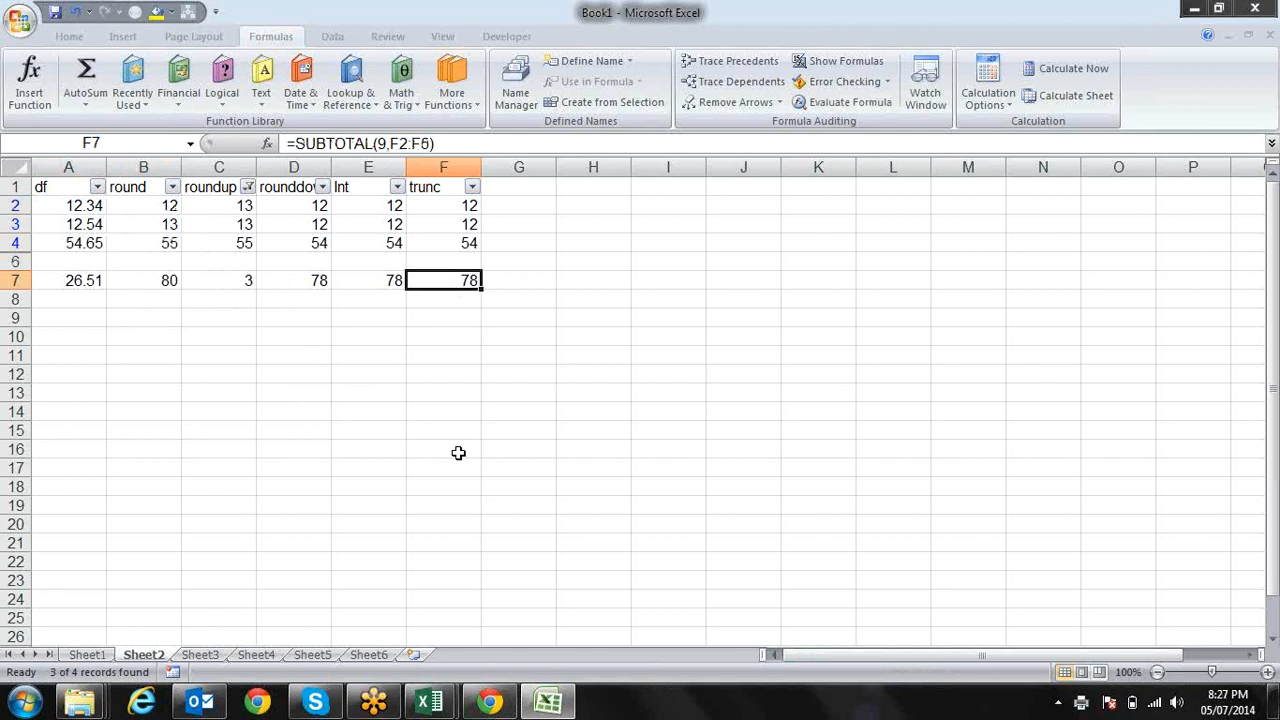 Book1 - Microsoft Excel
Home Insert Page Layout Formulas Data Review View Developer
Insert Function
AutoSum
Recently Used
Financial
Logical
Text
Date & Time
Lookup & Reference
Math & Trig
More Functions
Function Library
Name Manager
Define Name
Use in Formula
Create from Selection
Defined Names
Trace Precedents
Trace Dependents
Remove Arrows
Show Formulas
Error Checking
Evaluate Formula
Formula Auditing
Watch Window
Calculation Options
Calculate Now
Calculate Sheet
Calculation
F7 fx =SUBTOTAL(9,F2:F6)
A B C D E F G H I J K L M N O P
1 df round roundup rounddov Int trunc
2 12.34 12 13 12 12 12
3 12.54 13 13 12 12 12
4 54.65 55 55 54 54 54
6
7 26.51 80 3 78 78 78
8
9
10
11
12
13
14
15
16
17
18
19
20
21
22
23
24
25
26
Sheet1 Sheet2 Sheet3 Sheet4 Sheet5 Sheet6
Ready 3 of 4 records found 100%
8:27 PM
05/07/2014